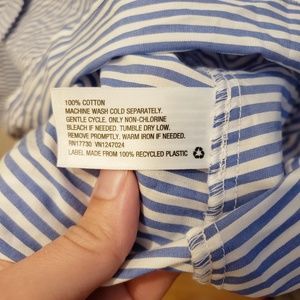 100% COTTON
MACHINE WASH COLD SEPARATELY.
GENTLE CYCLE. ONLY NON-CHLORINE
BLEACH IF NEEDED. TUMBLE DRY LOW.
REMOVE PROMPTLY. WARM IRON IF NEEDED.
RN17730 VN1247024
LABEL MADE FROM 100% RECYCLED PLASTIC